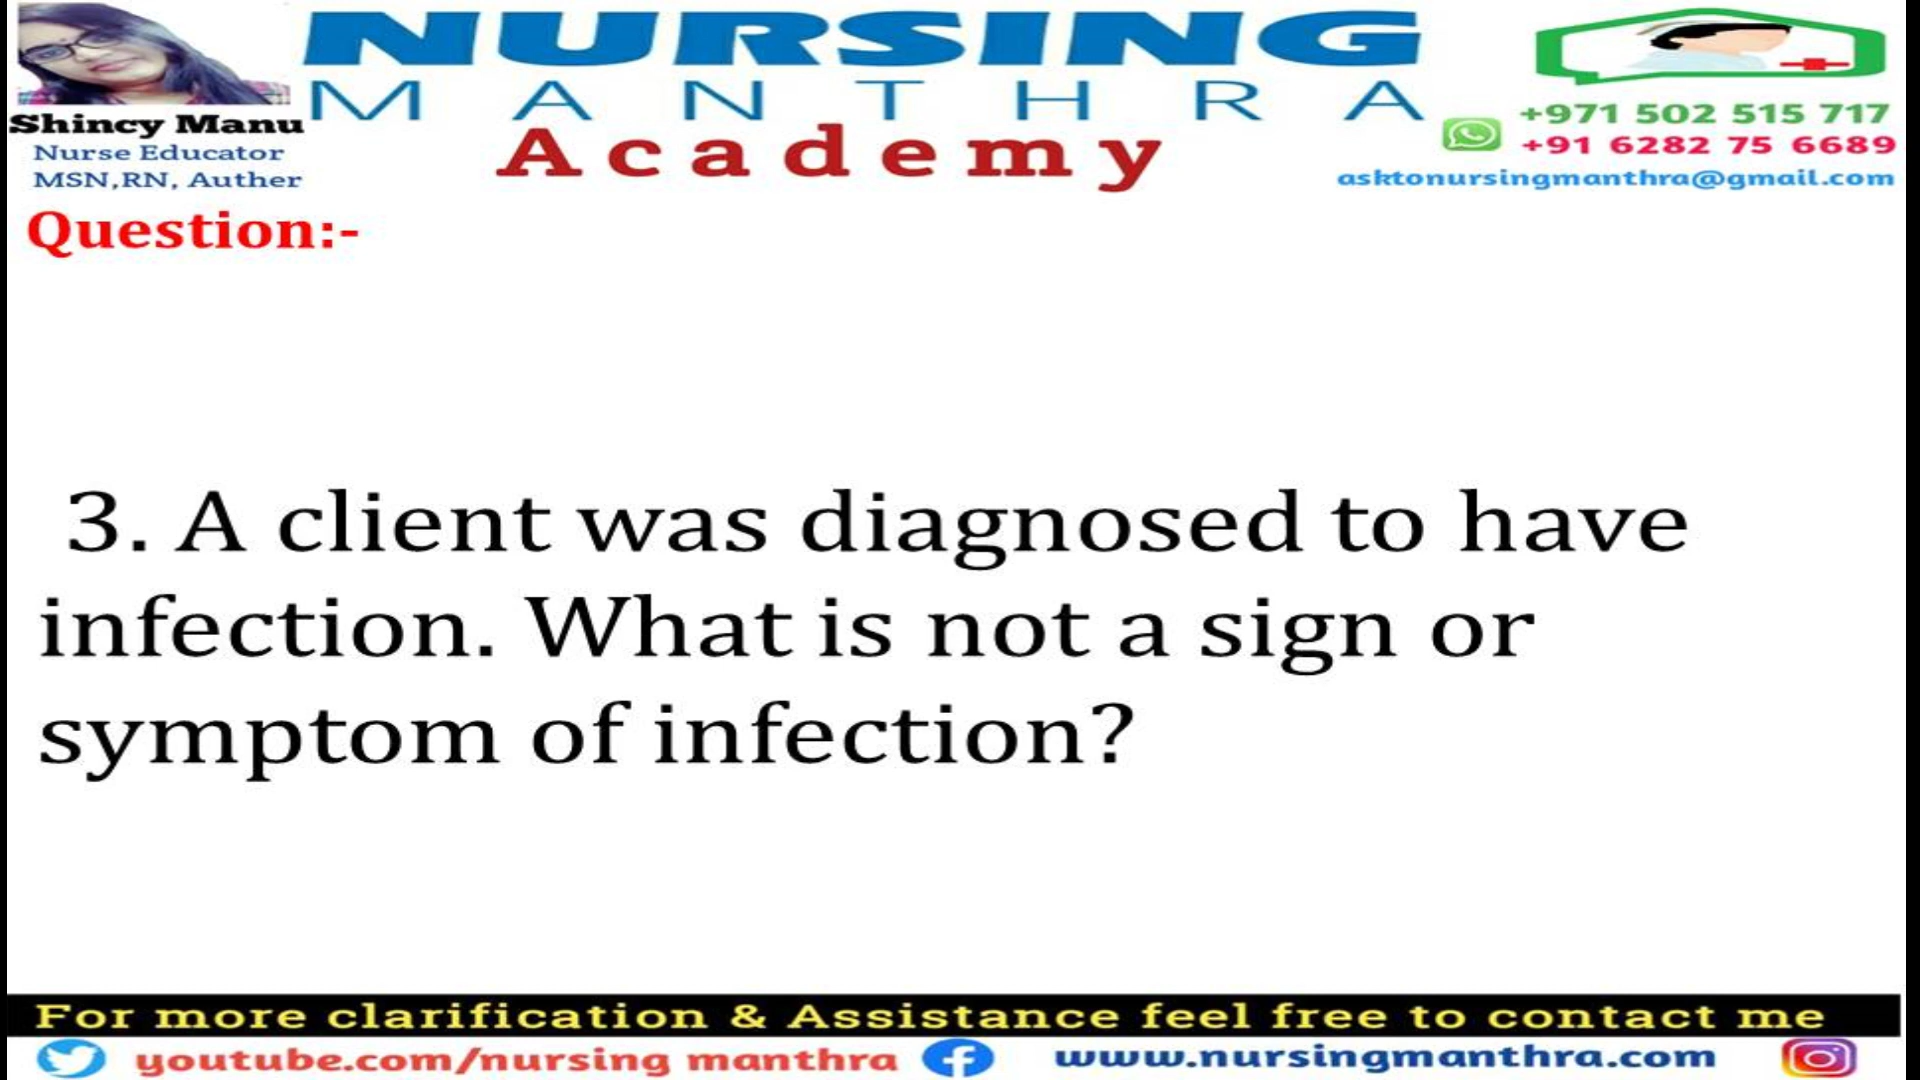 NURSING
MANTHRA
Academy
Shincy Manu
Nurse Educator
MSN,RN, Auther
+971 502 515 717
+91 6282 75 6689
asktonursingmanthra@gmail.com
Question:-
3. A client was diagnosed to have
infection. What is not a sign or
symptom of infection?
For more clarification & Assistance feel free to contact me
youtube.com/nursing manthra
www.nursingmanthra.com